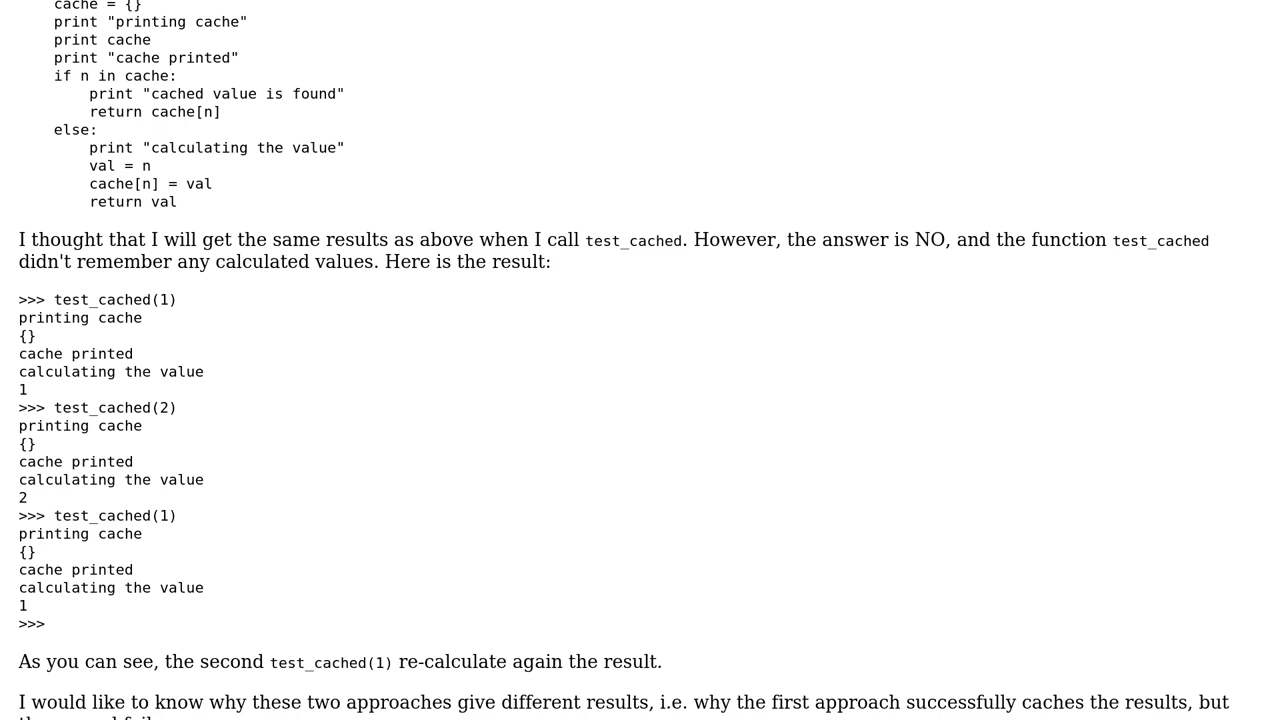 cache = {}
    print "printing cache"
    print cache
    print "cache printed"
    if n in cache:
        print "cached value is found"
        return cache[n]
    else:
        print "calculating the value"
        val = n
        cache[n] = val
        return val
I thought that I will get the same results as above when I call test_cached. However, the answer is NO, and the function test_cached
didn't remember any calculated values. Here is the result:
>>> test_cached(1)
printing cache
{}
cache printed
calculating the value
1
>>> test_cached(2)
printing cache
{}
cache printed
calculating the value
2
>>> test_cached(1)
printing cache
{}
cache printed
calculating the value
1
>>>
As you can see, the second test_cached(1) re-calculate again the result.
I would like to know why these two approaches give different results, i.e. why the first approach successfully caches the results, but